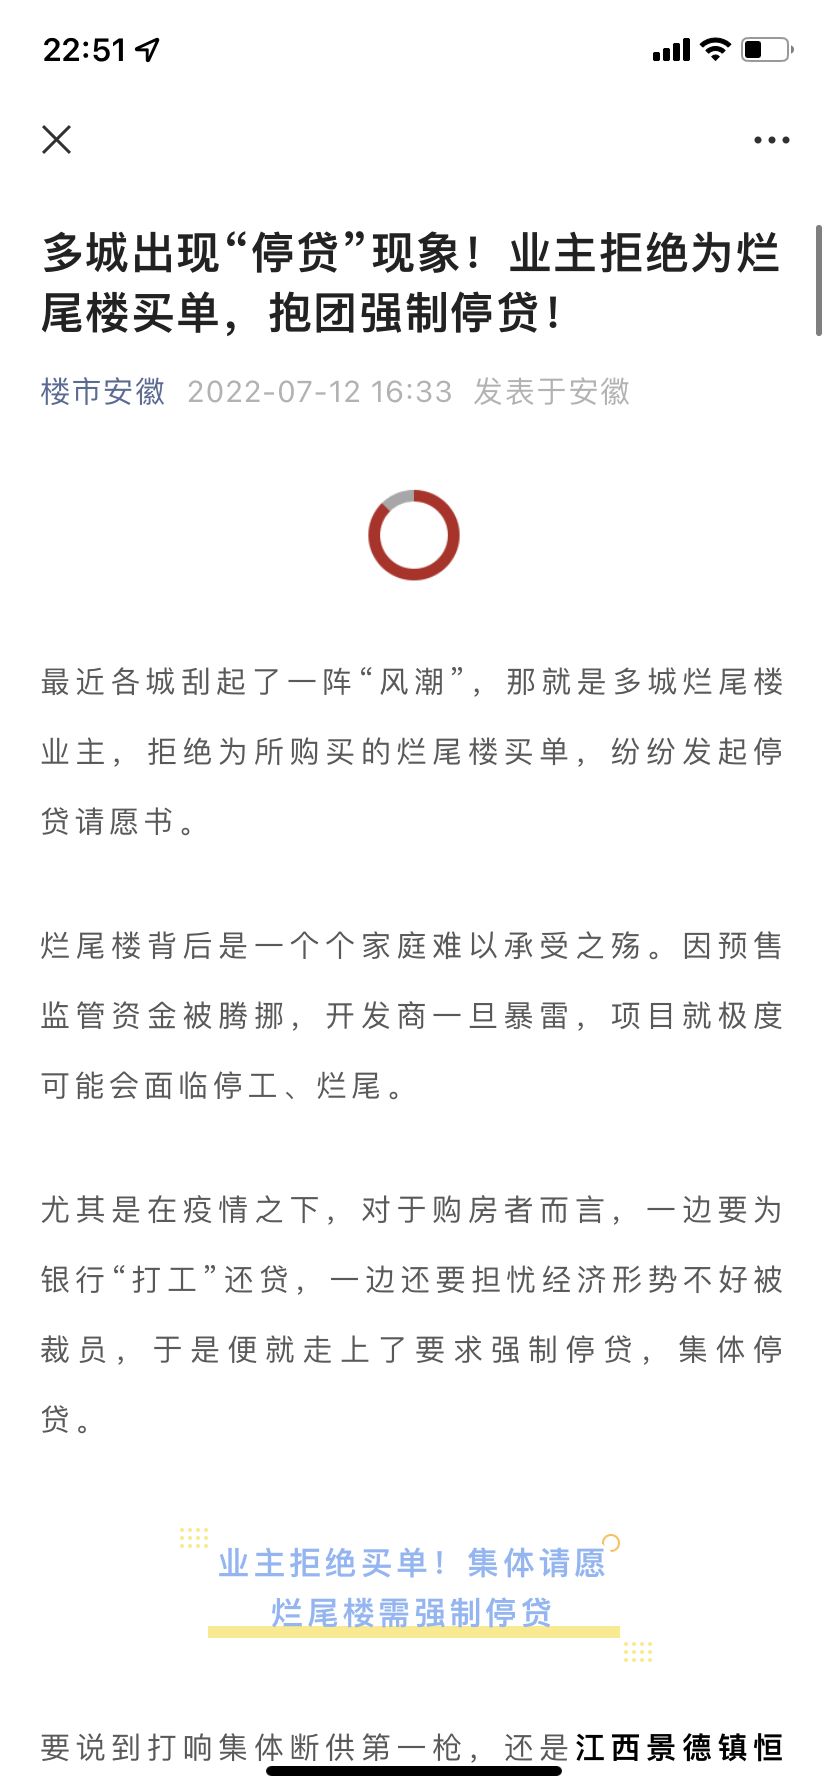 22:51
多城出现“停贷”现象！业主拒绝为烂
尾楼买单，抱团强制停贷！
楼市安徽 2022-07-12 16:33 发表于安徽
最近各城刮起了一阵“风潮”，那就是多城烂尾楼
业主，拒绝为所购买的烂尾楼买单，纷纷发起停
贷请愿书。
烂尾楼背后是一个个家庭难以承受之殇。因预售
监管资金被腾挪，开发商一旦暴雷，项目就极度
可能会面临停工、烂尾。
尤其是在疫情之下，对于购房者而言，一边要为
银行“打工”还贷，一边还要担忧经济形势不好被
裁员，于是便就走上了要求强制停贷，集体停
贷。
业主拒绝买单！集体请愿
烂尾楼需强制停贷
要说到打响集体断供第一枪，还是江西景德镇恒